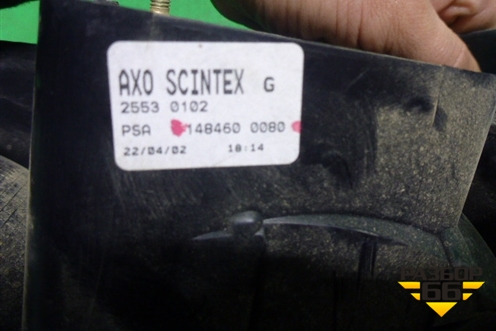 AXO SCINTEX G
2553 0102
PSA 148460 0080
22/04/02 18:14
РАЗБОР
66